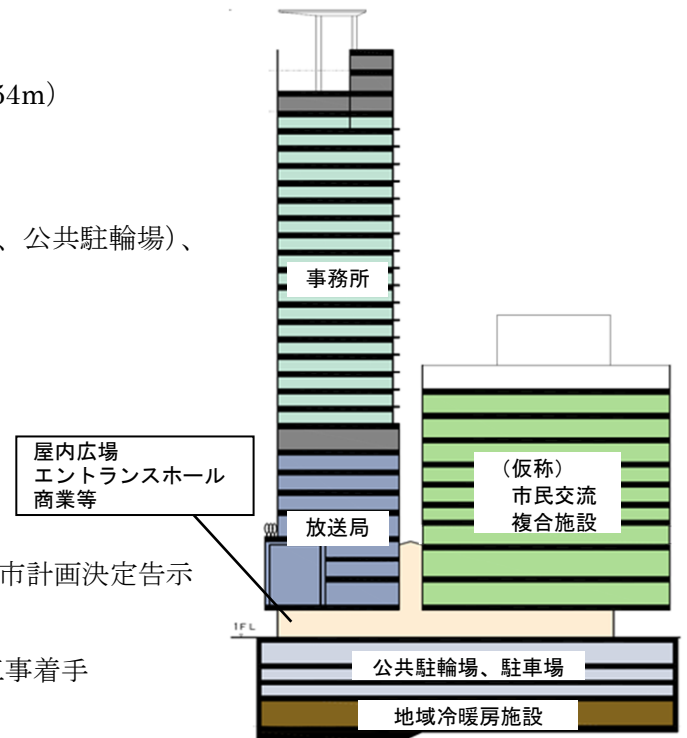 54m)
、公共駐輪場)、
事務所
屋内広場
エントランスホール
商業等
(仮称)
市民交流
複合施設
放送局
市計画決定告示
1FL
工事着手
公共駐輪場、駐車場
地域冷暖房施設